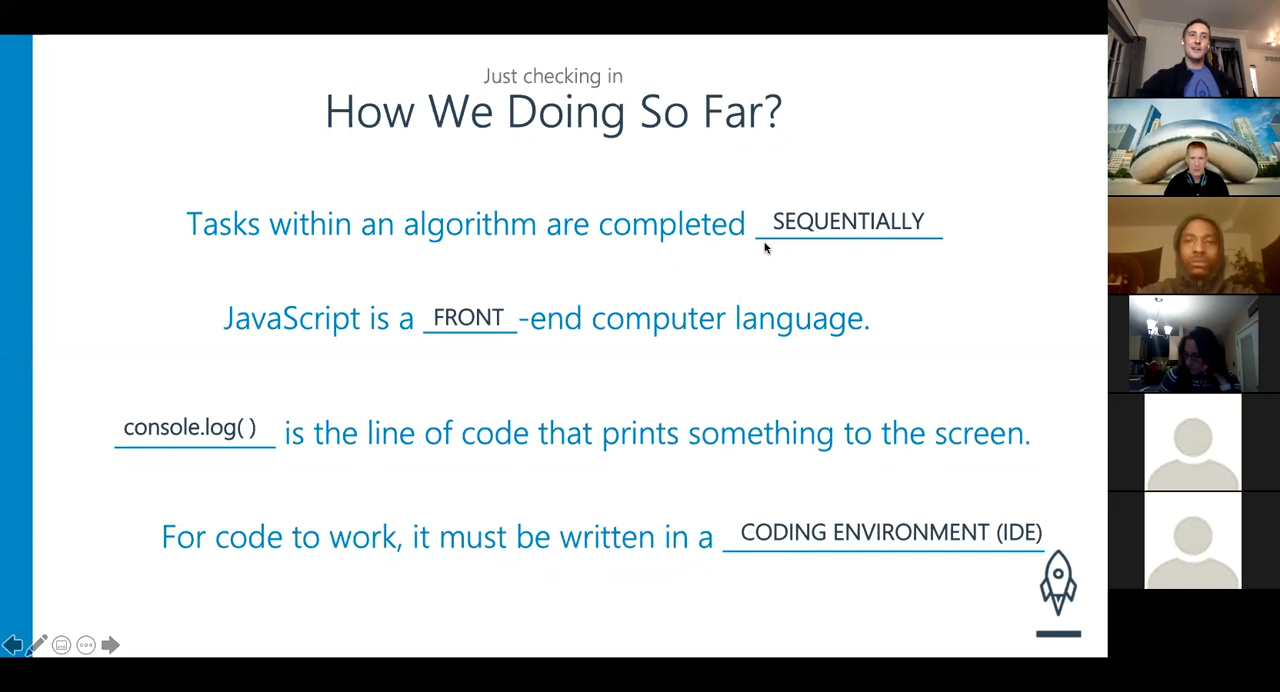 Just checking in
How We Doing So Far?
Tasks within an algorithm are completed SEQUENTIALLY
JavaScript is a FRONT -end computer language.
console.log( ) is the line of code that prints something to the screen.
For code to work, it must be written in a CODING ENVIRONMENT (IDE)